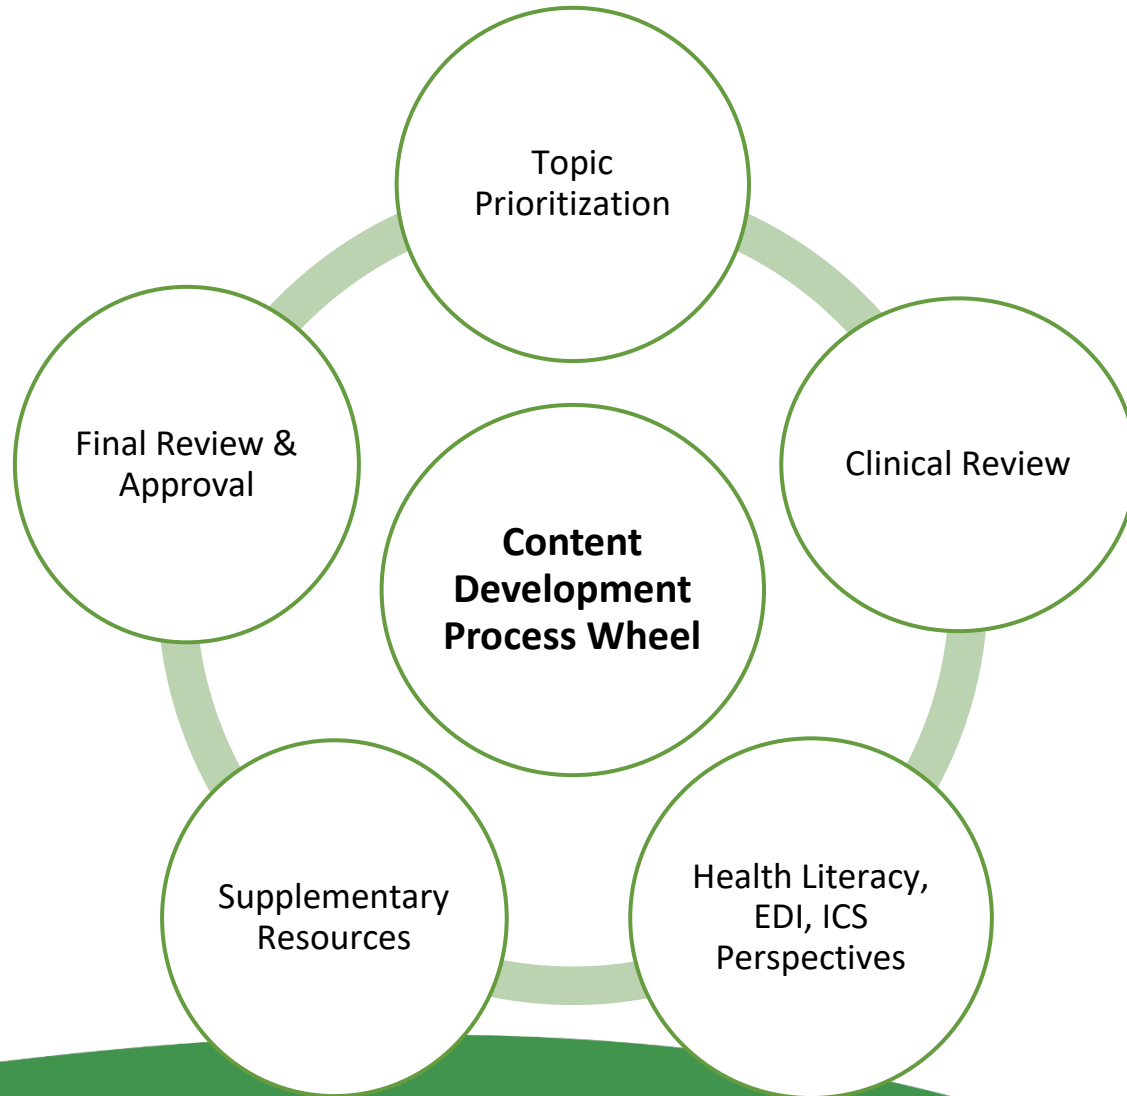 Topic
Prioritization
Clinical Review
Health Literacy,
EDI, ICS
Perspectives
Supplementary
Resources
Final Review &
Approval
Content
Development
Process Wheel